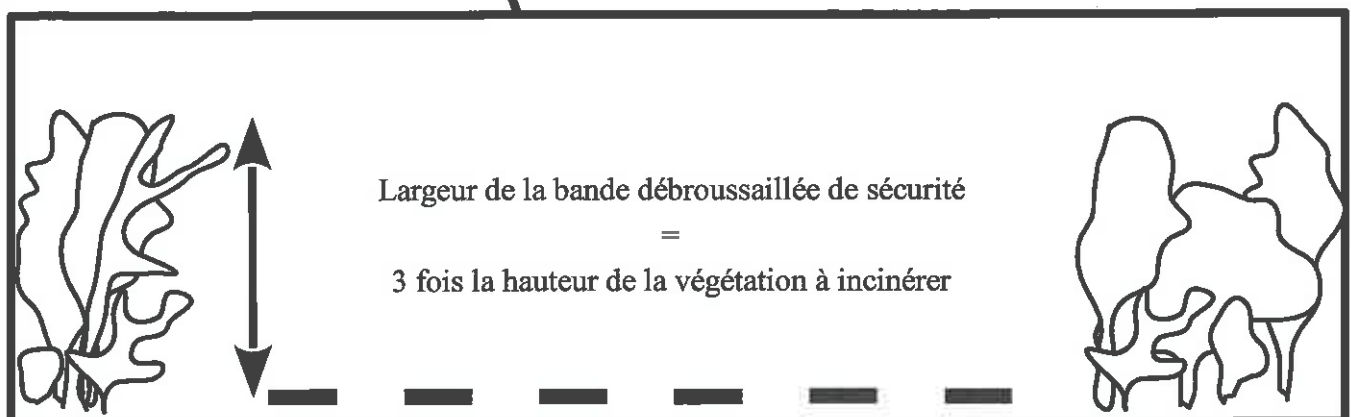 Largeur de la bande débroussaillée de sécurité
=
3 fois la hauteur de la végétation à incinérer